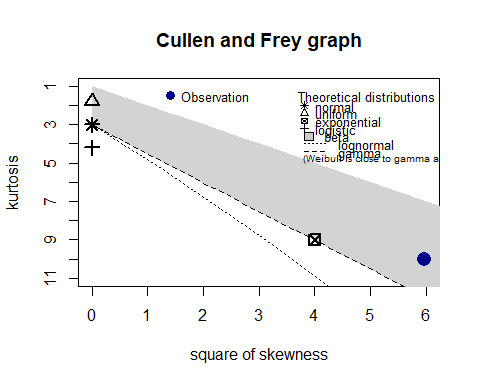 Cullen and Frey graph
Observation
Theoretical distributions
normal
uniform
exponential
logistic
beta
lognormal
gamma
(Weibull is close to gamma a
kurtosis
1
3
5
7
9
11
0 1 2 3 4 5 6
square of skewness